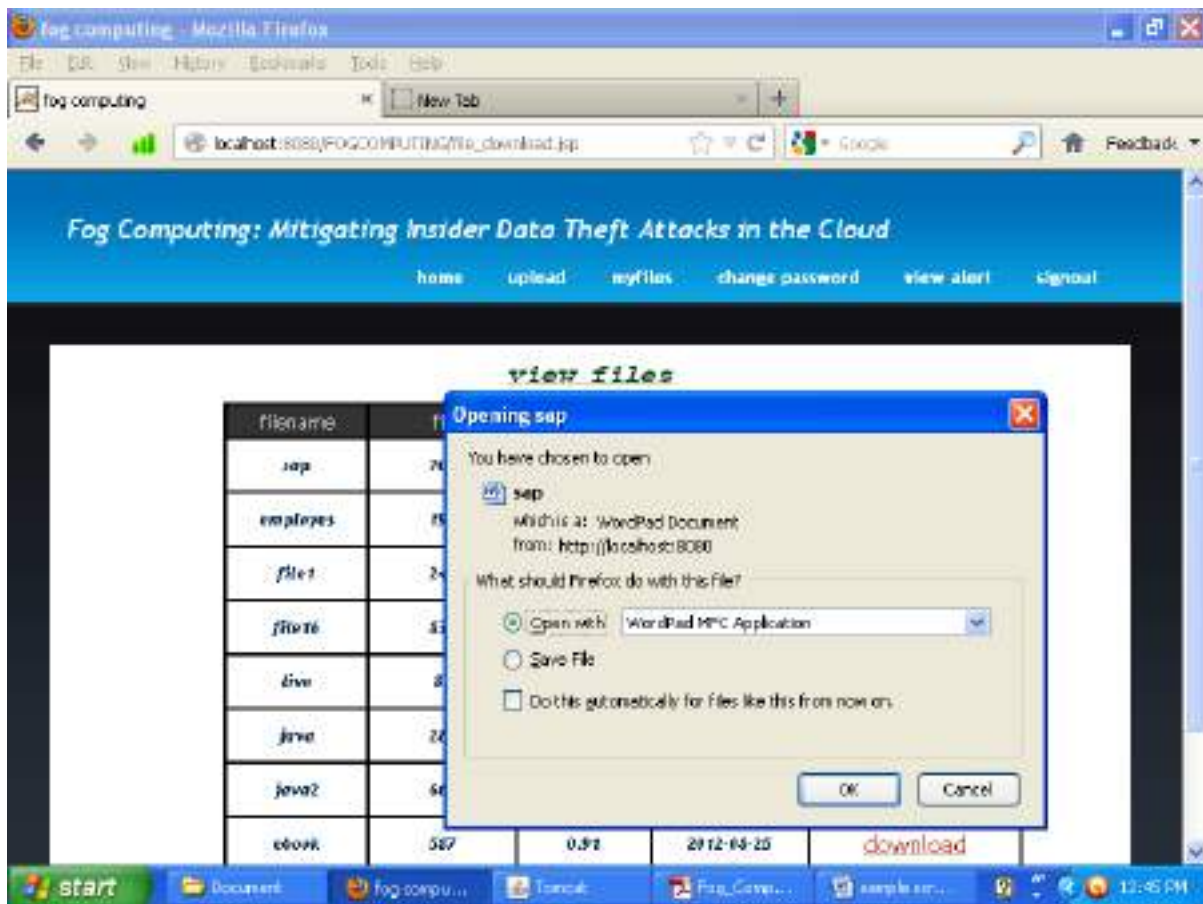 fog computing - Mozilla Firefox
File Edit View History Bookmarks Tools Help
fog computing
New Tab
localhost:8080/FOGCOMPUTING/file_download.jsp
Google
Feedback
Fog Computing: Mitigating Insider Data Theft Attacks in the Cloud
home upload myfiles change password view alert signout
view files
filename
sap
employes
file1
file16
live
java
java2
ebook 587 0.91 download
Opening sap
You have chosen to open
sap
which is a: WordPad Document
from: http://localhost:8080
What should Firefox do with this file?
Open with WordPad MFC Application
Save File
Do this automatically for files like this from now on.
OK Cancel
start Document fog compu... Tomcat Fog_Comp... 12:45 PM